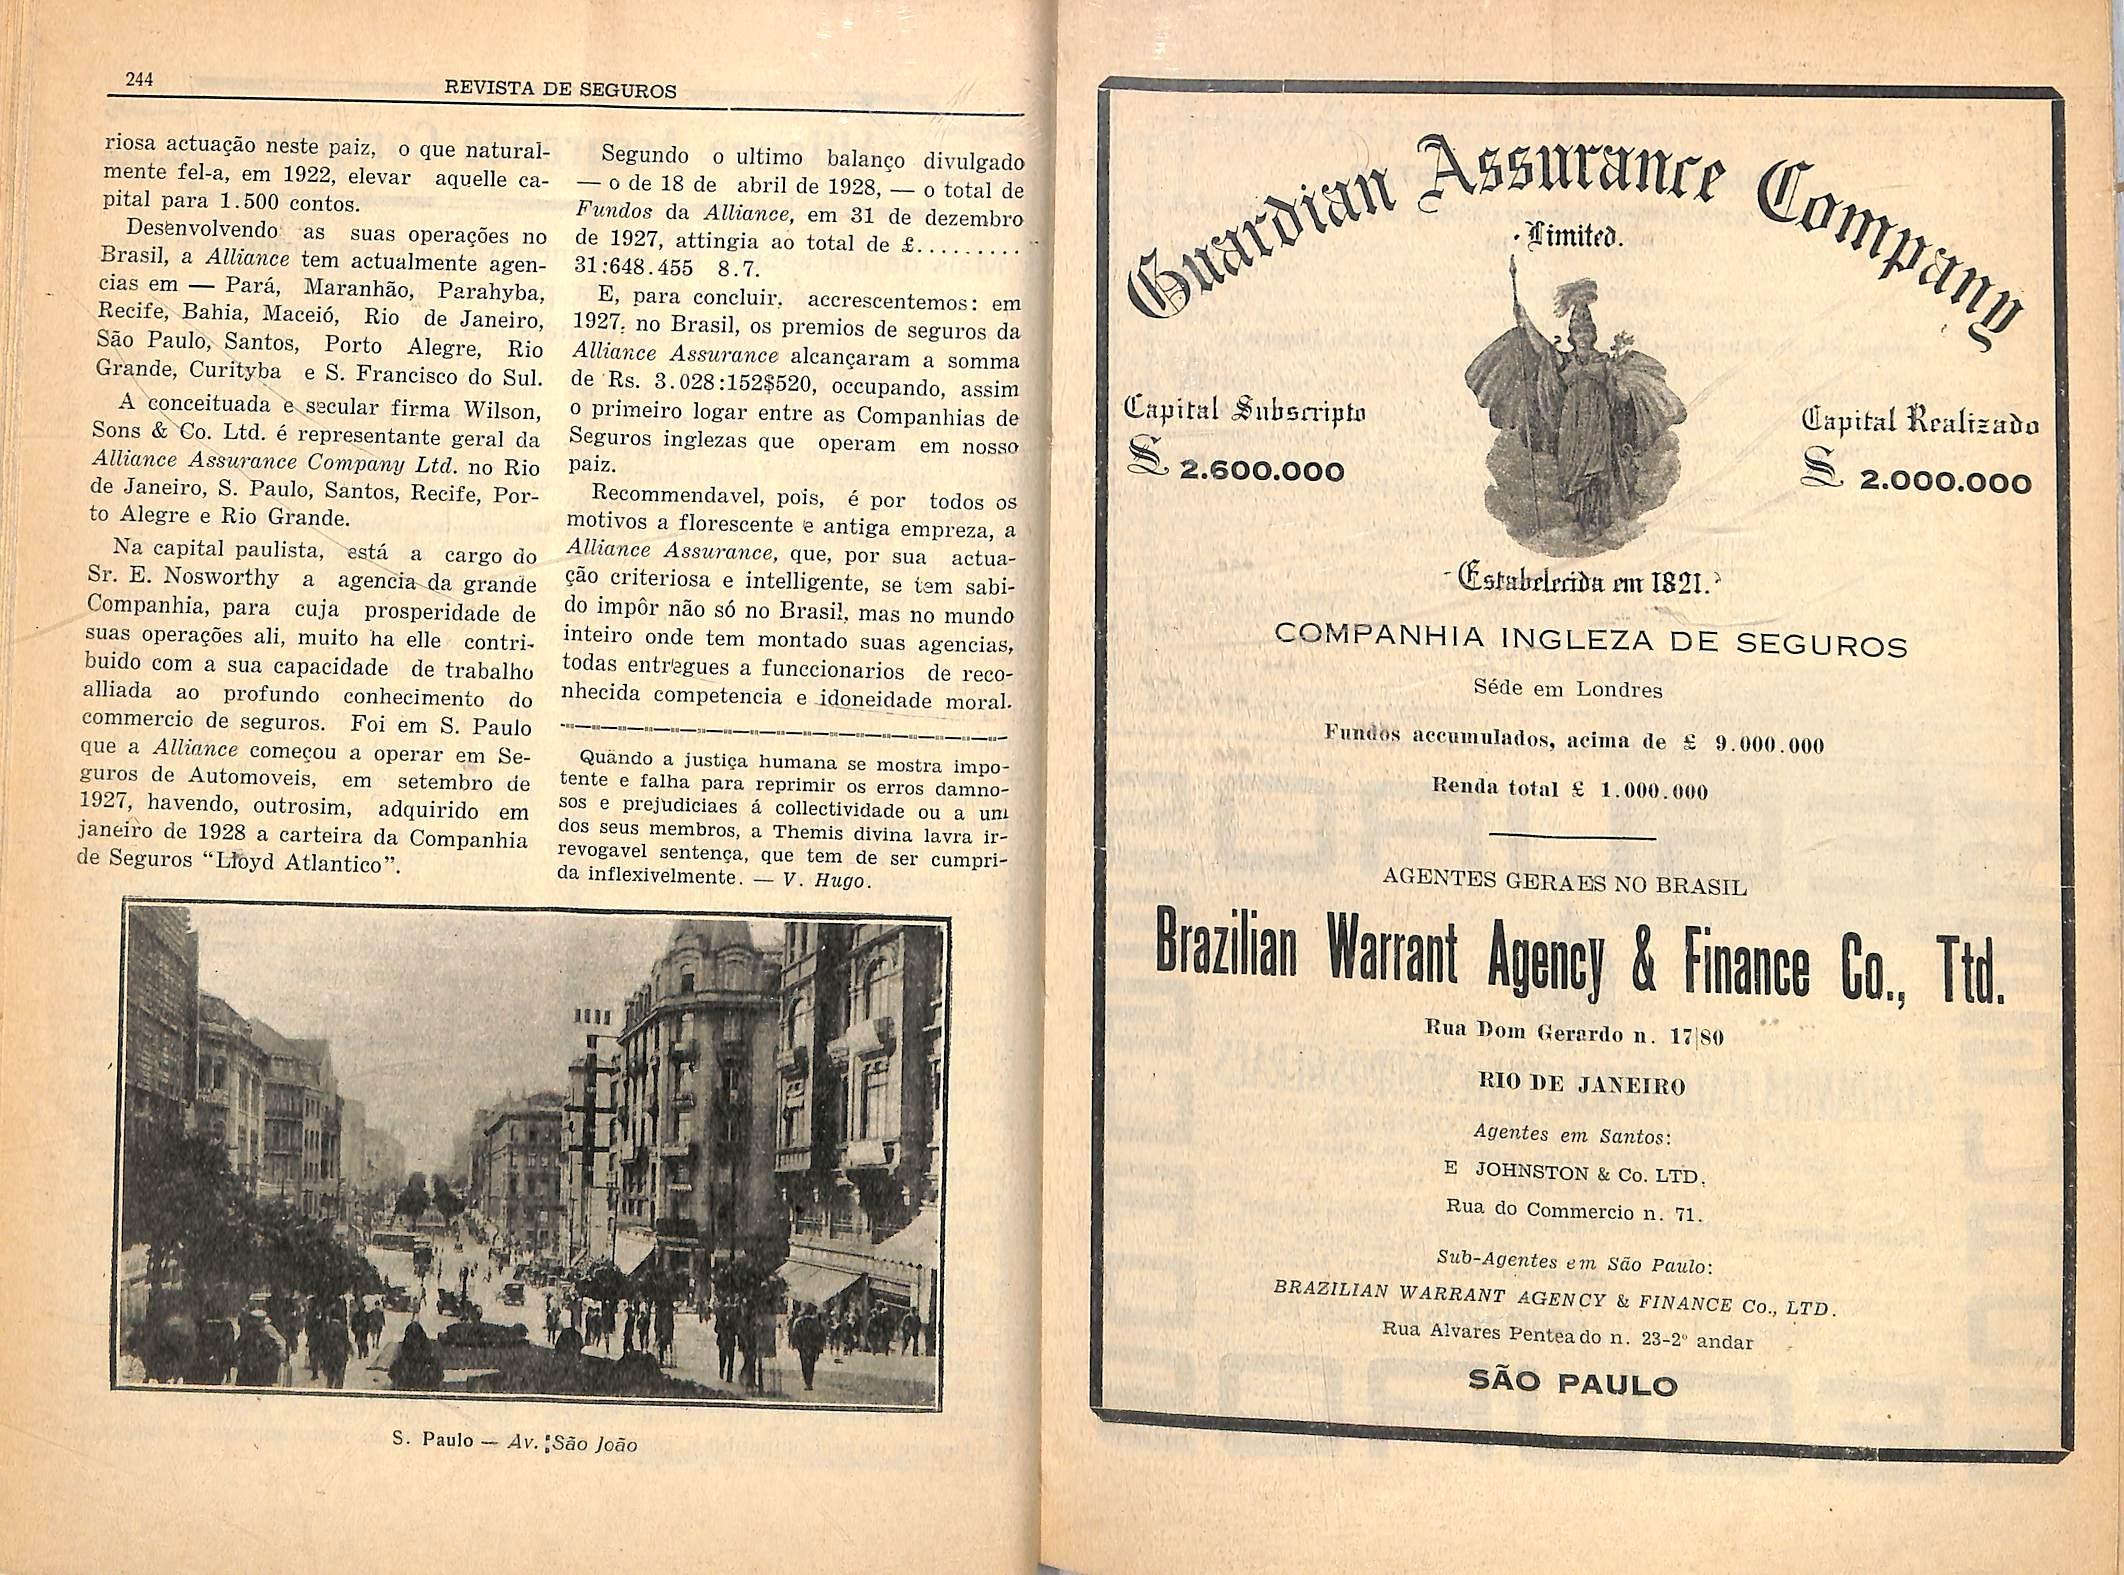 244
REVISTA DE SEGUROS
riosa actuação neste paiz, o que natural-
mente fel-a, em 1922, elevar aquelle ca-
pital para 1.500 contos.
Desenvolvendo as suas operações no
Brasil, a Alliance tem actualmente agen-
cias em — Pará, Maranhão, Parahyba,
Recife, Bahia, Maceió, Rio de Janeiro,
São Paulo, Santos, Porto Alegre, Rio
Grande, Curityba e S. Francisco do Sul.
A conceituada e secular firma Wilson,
Sons & Co. Ltd. é representante geral da
Alliance Assurance Company Ltd. no Rio
de Janeiro, S. Paulo, Santos, Recife, Por-
to Alegre e Rio Grande.
Na capital paulista, está a cargo do
Sr. E. Nosworthy a agencia da grande
Companhia, para cuja prosperidade de
suas operações ali, muito ha elle contri-
buido com a sua capacidade de trabalho
alliada ao profundo conhecimento do
commercio de seguros. Foi em S. Paulo
que a Alliance começou a operar em Se-
guros de Automoveis, em setembro de
1927, havendo, outrosim, adquirido em
janeiro de 1928 a carteira da Companhia
de Seguros "Lloyd Atlantico".
Segundo o ultimo balanço divulgado
— o de 18 de abril de 1928, — o total de
Fundos da Alliance, em 31 de dezembro
de 1927, attingia ao total de £.........
31:648.455 8.7.
E, para concluir, accrescentemos: em
1927, no Brasil, os premios de seguros da
Alliance Assurance alcançaram a somma
de Rs. 3.028:152$520, occupando, assim
o primeiro logar entre as Companhias de
Seguros inglezas que operam em nosso
paiz.
Recommendavel, pois, é por todos os
motivos a florescente e antiga empreza, a
Alliance Assurance, que, por sua actua-
ção criteriosa e intelligente, se tem sabi-
do impôr não só no Brasil, mas no mundo
inteiro onde tem montado suas agencias,
todas entregues a funccionarios de reco-
nhecida competencia e idoneidade moral.
Quando a justiça humana se mostra impo-
tente e falha para reprimir os erros damno-
sos e prejudiciaes á collectividade ou a um
dos seus membros, a Themis divina lavra ir-
revogavel sentença, que tem de ser cumpri-
da inflexivelmente. — V. Hugo.
S. Paulo — Av. São João
Guardian Assurance Company
Limited.
Capital Subscripto
£ 2.600.000
Capital Realizado
£ 2.000.000
Estabelecida em 1821.
COMPANHIA INGLEZA DE SEGUROS
Séde em Londres
Fundos accumulados, acima de £ 9.000.000
Renda total £ 1.000.000
AGENTES GERAES NO BRASIL
Brazilian Warrant Agency & Finance Co., Ttd.
Rua Dom Gerardo n. 17|80
RIO DE JANEIRO
Agentes em Santos:
E JOHNSTON & Co. LTD.
Rua do Commercio n. 71.
Sub-Agentes em São Paulo:
BRAZILIAN WARRANT AGENCY & FINANCE Co., LTD.
Rua Alvares Penteado n. 23-2º andar
SÃO PAULO